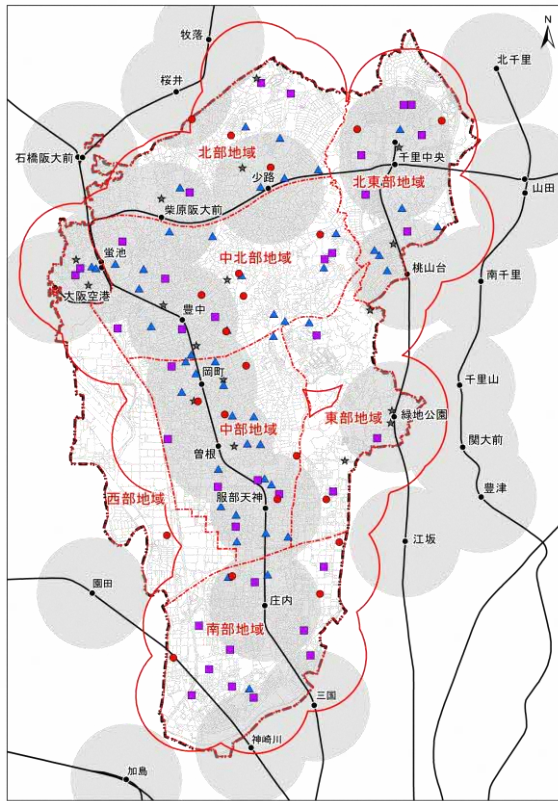 N
牧落
桜井
北千里
石橋阪大前
北部地域
千里中央
北東部地域
少路
山田
柴原阪大前
中北部地域
蛍池
桃山台
南千里
大阪空港
豊中
岡町
千里山
東部地域
緑地公園
中部地域
関大前
曽根
西部地域
豊津
服部天神
江坂
園田
庄内
南部地域
三国
神崎川
加島